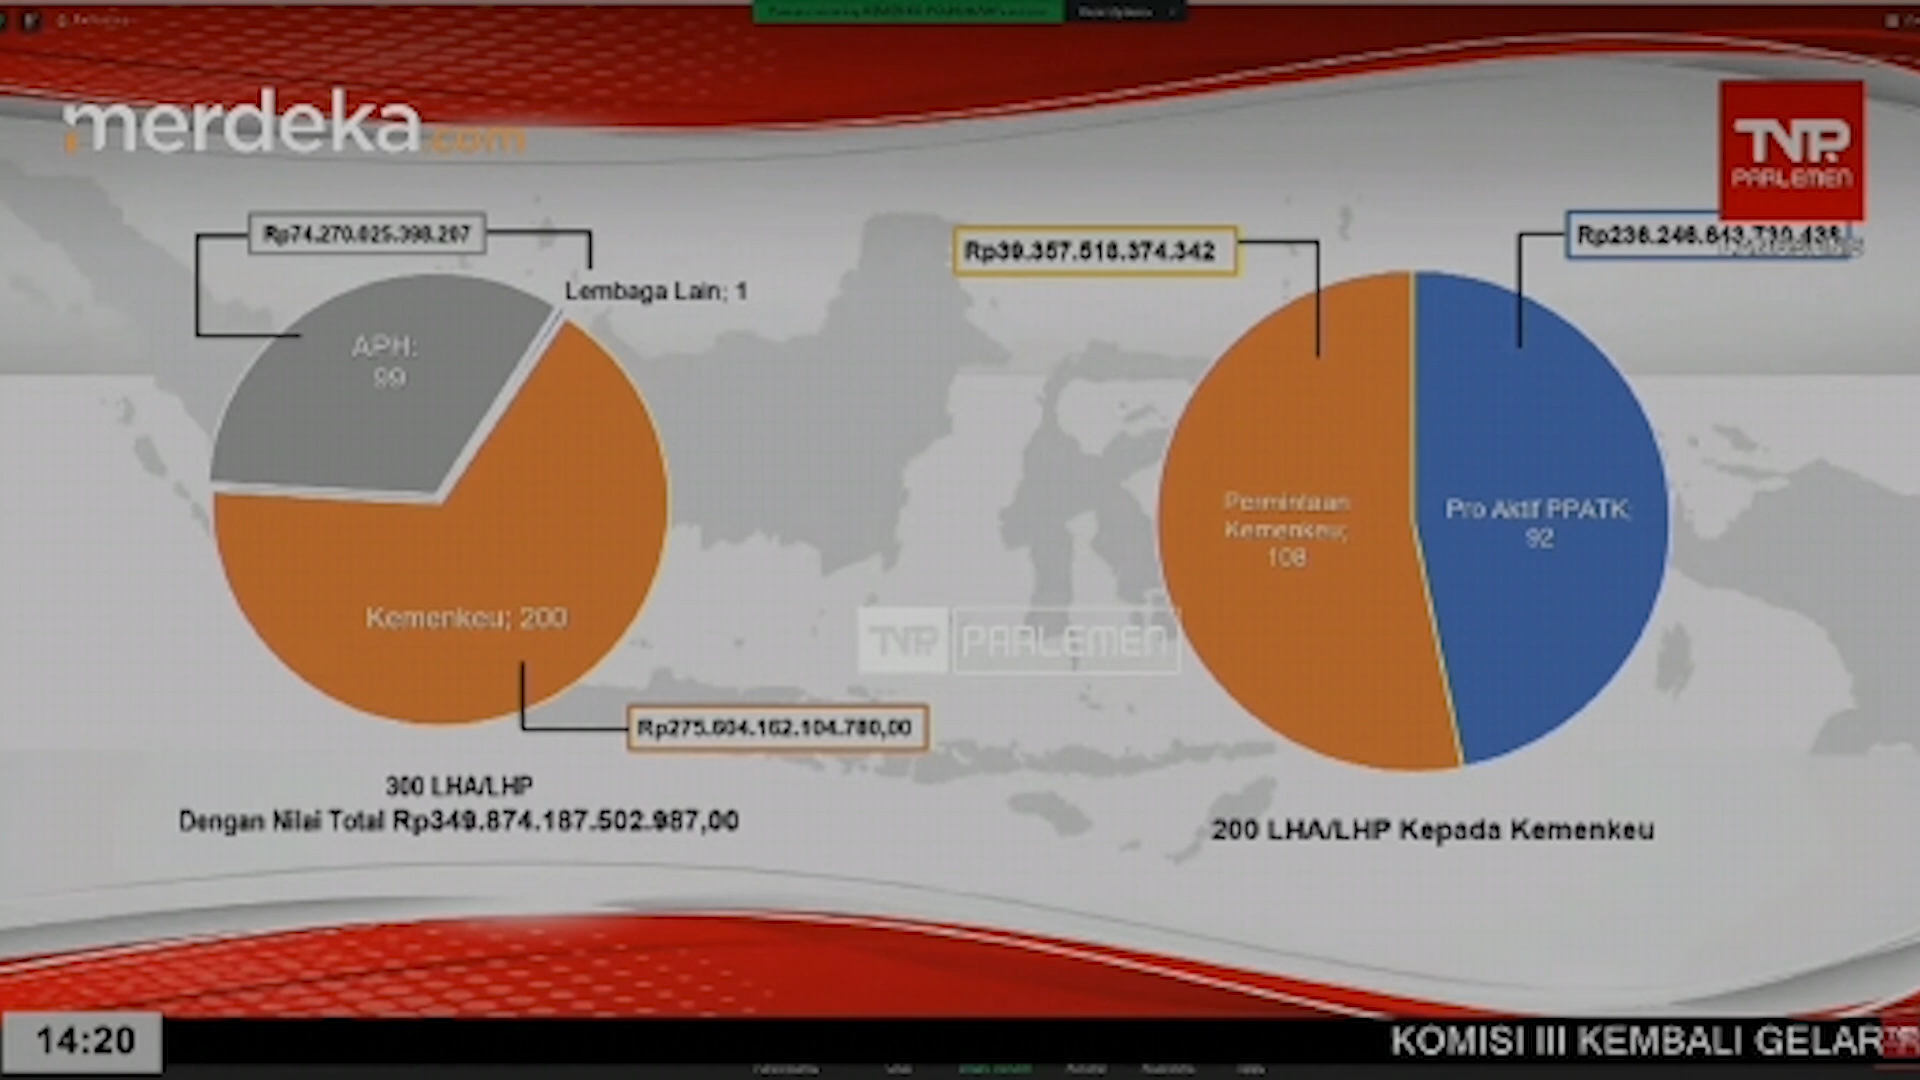 merdeka.com
TVR
PARLEMEN
Rp74.270.025.398.207
Lembaga Lain; 1
APH:
99
Kemenkeu; 200
Rp275.604.162.104.780,00
300 LHA/LHP
Dengan Nilai Total Rp349.874.187.502.987,00
Rp39.357.518.374.342
Permintaan
Kemenkeu;
108
Pro Aktif PPATK;
92
200 LHA/LHP Kepada Kemenkeu
TVR PARLEMEN
14:20
KOMISI III KEMBALI GELAR